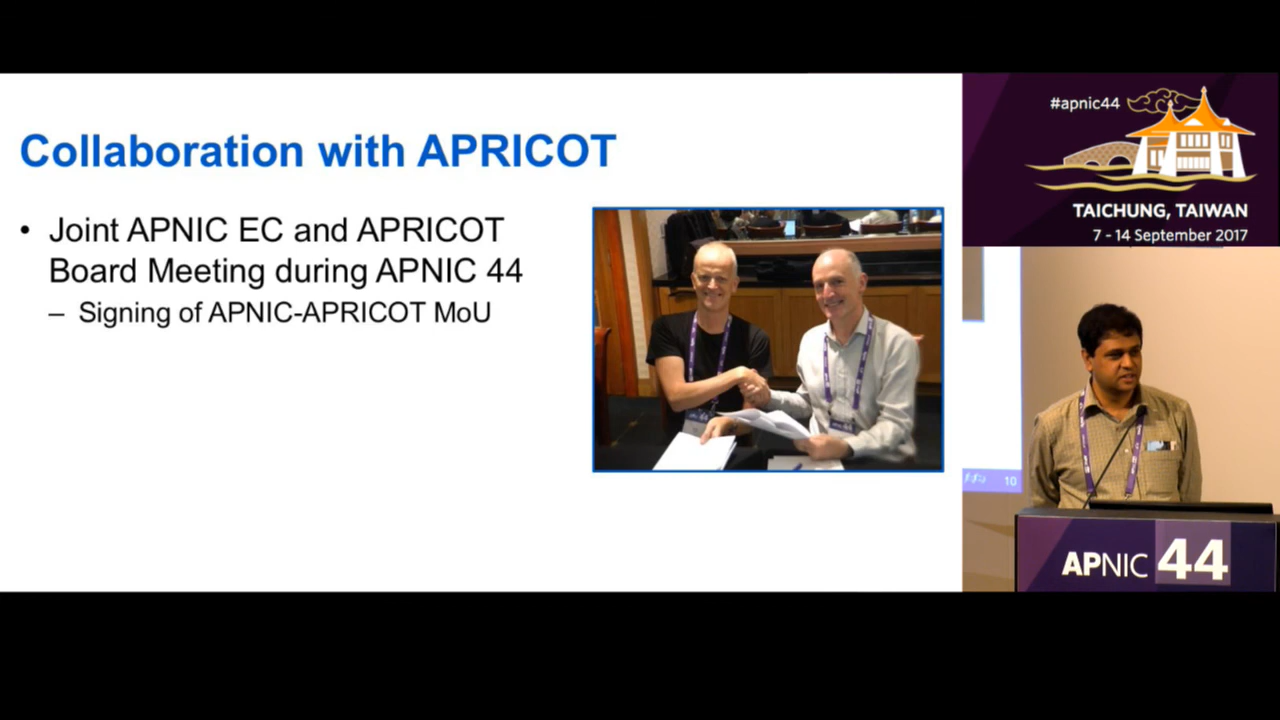 Collaboration with APRICOT
• Joint APNIC EC and APRICOT
Board Meeting during APNIC 44
– Signing of APNIC-APRICOT MoU
#apnic44
TAICHUNG, TAIWAN
7 - 14 September 2017
10
APNIC 44